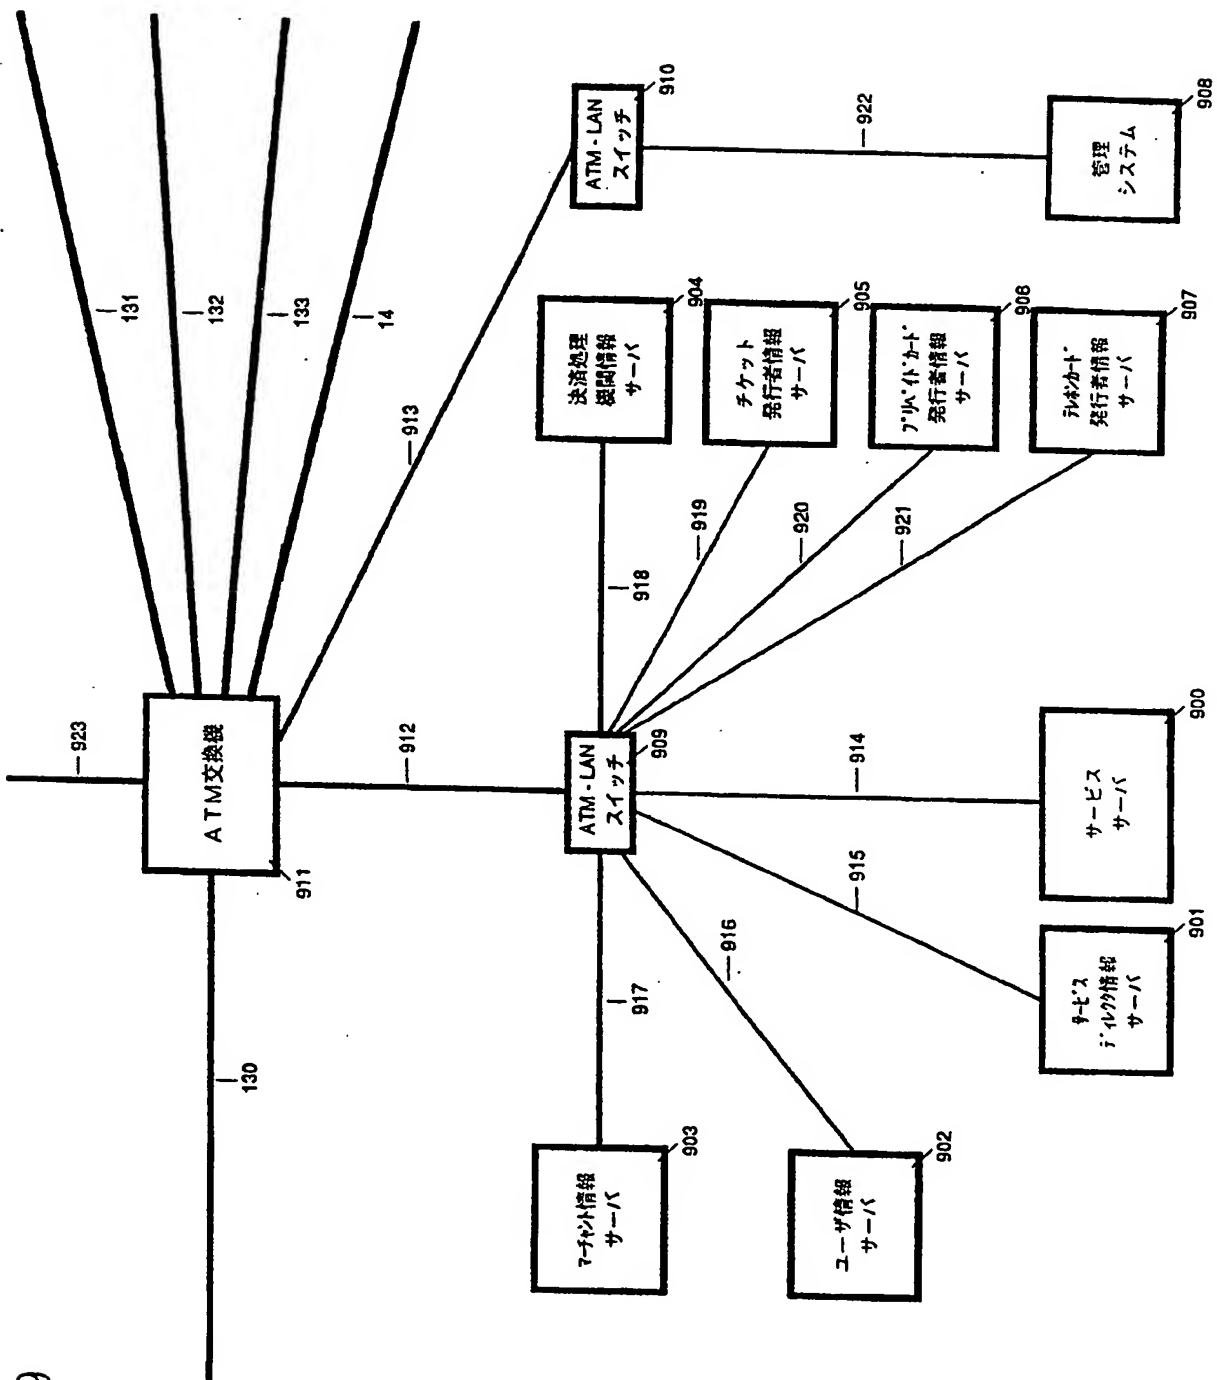 9
130
923
ATM交換機
911
131
132
133
14
912
913
ATM-LAN
スイッチ
909
ATM-LAN
スイッチ
910
922
管理
システム
908
マーチャント情報
サーバ
903
917
ユーザ情報
サーバ
902
916
サービス
ディレクタ情報
サーバ
901
915
サービス
サーバ
900
914
918
決済処理
機関情報
サーバ
904
919
チケット
発行者情報
サーバ
905
920
プリペイドカード
発行者情報
サーバ
906
921
テレホンカード
発行者情報
サーバ
907